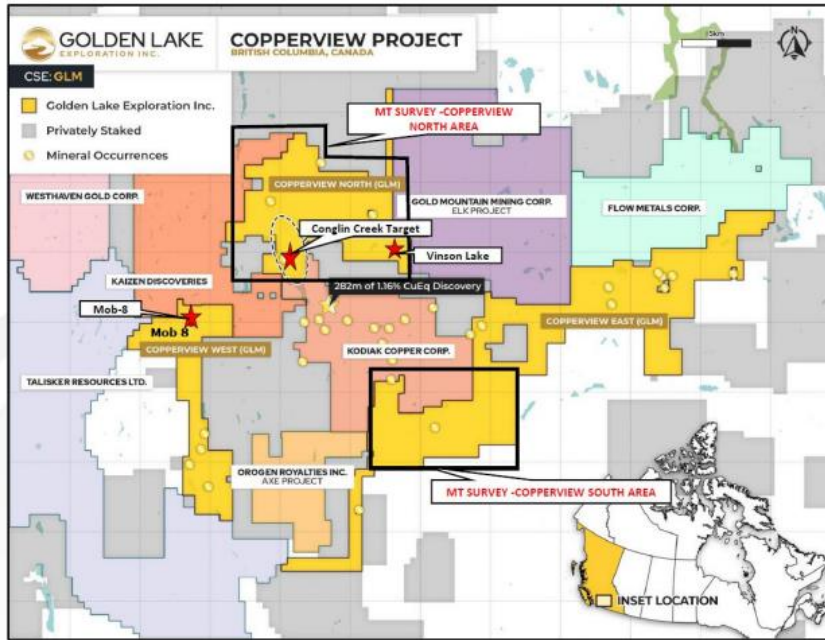 GOLDEN LAKE
EXPLORATION INC.
COPPERVIEW PROJECT
BRITISH COLUMBIA, CANADA
CSE: GLM
Golden Lake Exploration Inc.
Privately Staked
Mineral Occurrences
5km
N
MT SURVEY -COPPERVIEW
NORTH AREA
WESTHAVEN GOLD CORP.
COPPERVIEW NORTH (GLM)
GOLD MOUNTAIN MINING CORP.
ELK PROJECT
FLOW METALS CORP.
Conglin Creek Target
Vinson Lake
KAIZEN DISCOVERIES
282m of 1.16% CuEq Discovery
Mob-8
Mob 8
COPPERVIEW WEST (GLM)
KODIAK COPPER CORP.
COPPERVIEW EAST (GLM)
TALISKER RESOURCES LTD.
OROGEN ROYALTIES INC.
AXE PROJECT
MT SURVEY -COPPERVIEW SOUTH AREA
INSET LOCATION